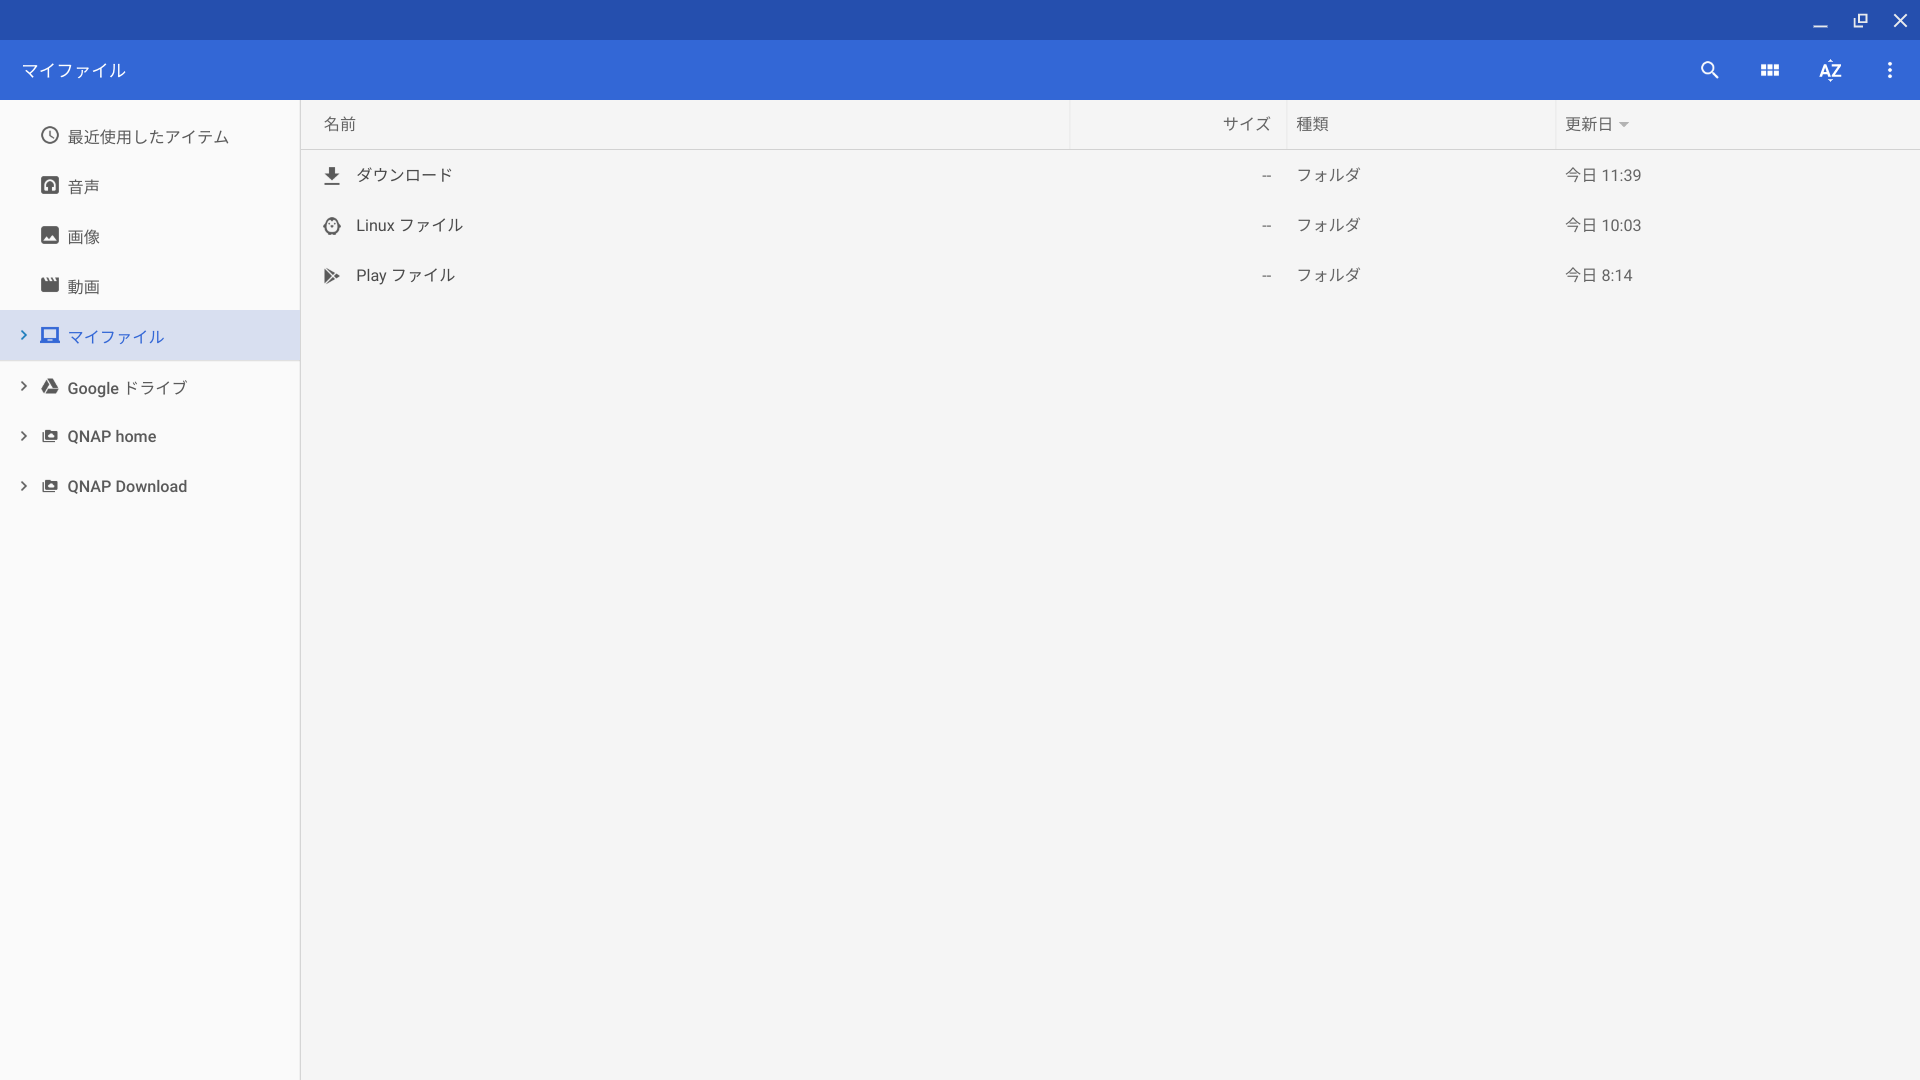 マイファイル
AZ
最近使用したアイテム
音声
画像
動画
マイファイル
Google ドライブ
QNAP home
QNAP Download
名前 サイズ 種類 更新日
ダウンロード -- フォルダ 今日 11:39
Linux ファイル -- フォルダ 今日 10:03
Play ファイル -- フォルダ 今日 8:14